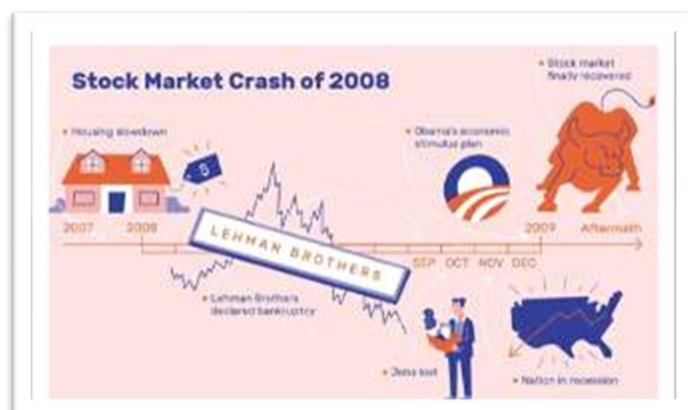 Stock Market Crash of 2008
Stock market
finally recovered
Housing slowdown
Obama's economic
stimulus plan
$
2007 2008 2009 Aftermath
LEHMAN BROTHERS
SEP OCT NOV DEC
Lehman Brothers
declared bankruptcy
Jobs lost
Nation in recession